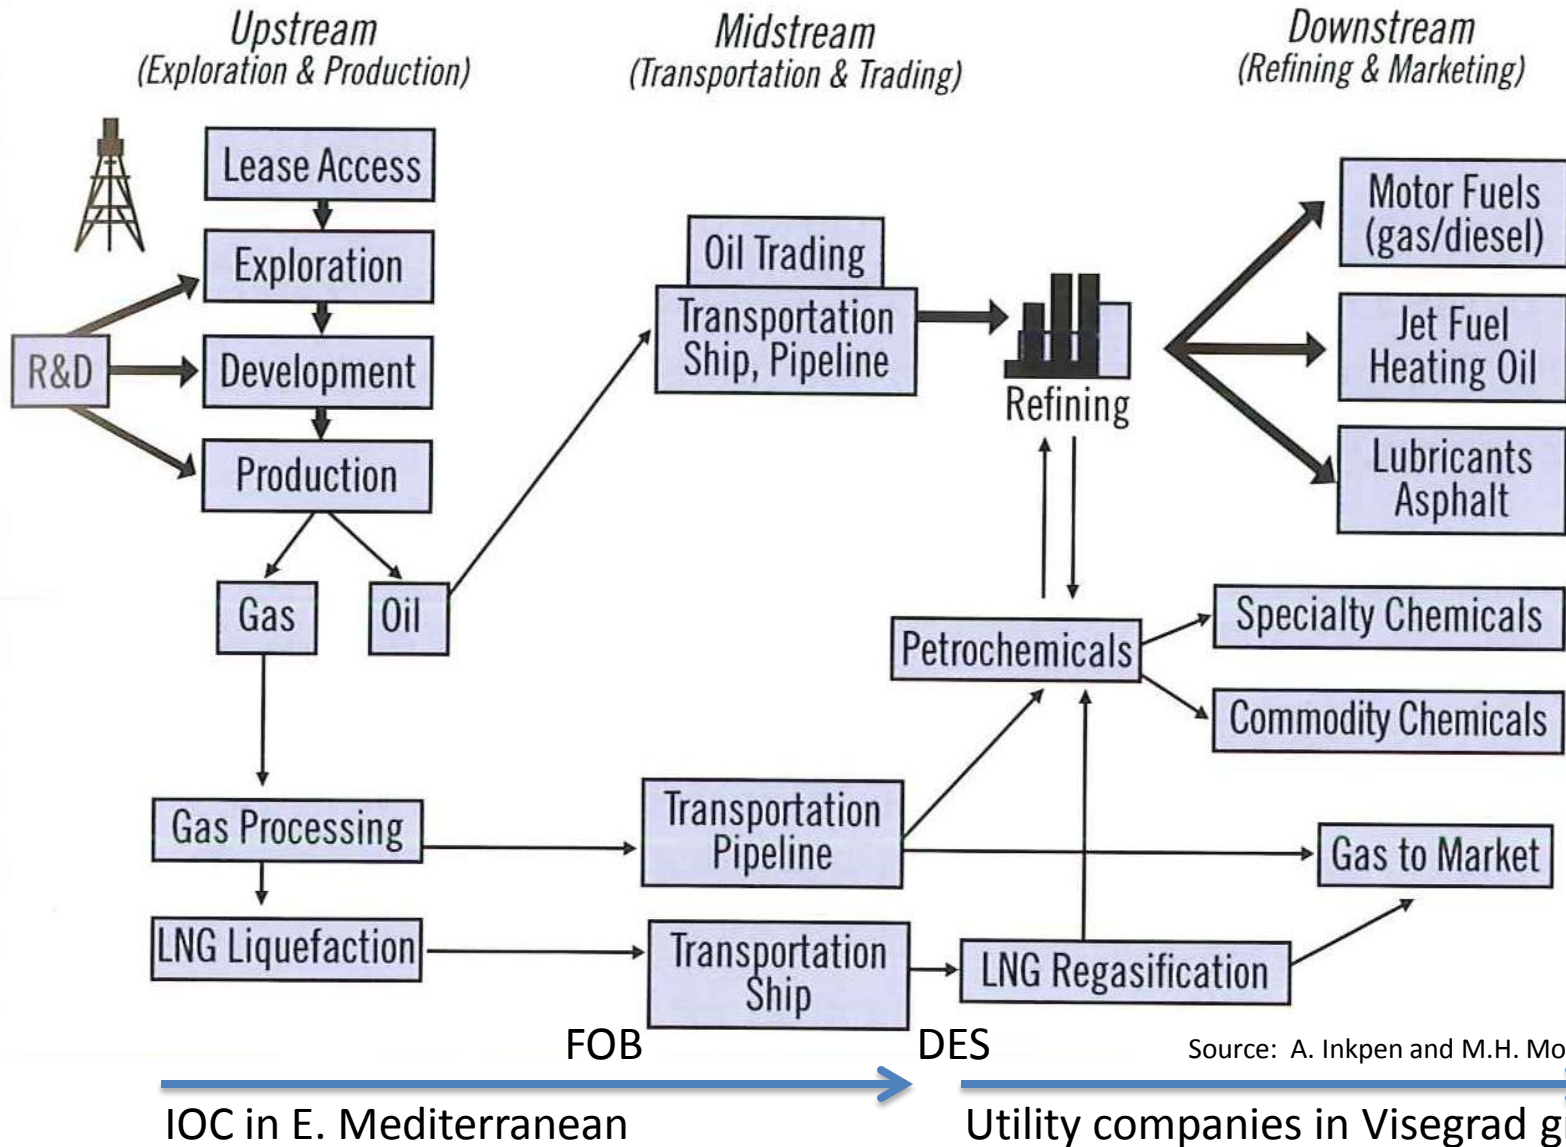 Upstream
(Exploration & Production)
Midstream
(Transportation & Trading)
Downstream
(Refining & Marketing)
Lease Access
Exploration
R&D
Development
Production
Gas
Oil
Oil Trading
Transportation
Ship, Pipeline
Refining
Motor Fuels
(gas/diesel)
Jet Fuel
Heating Oil
Lubricants
Asphalt
Petrochemicals
Specialty Chemicals
Commodity Chemicals
Gas Processing
Transportation
Pipeline
Gas to Market
LNG Liquefaction
Transportation
Ship
LNG Regasification
FOB
DES
Source: A. Inkpen and M.H.
IOC in E. Mediterranean
Utility companies in Visegrad